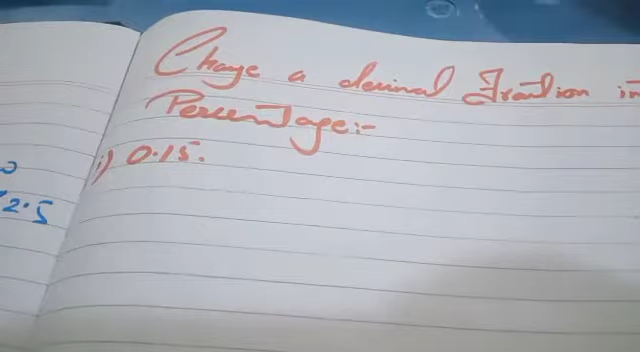 Change a decimal Fraction in
Percentage:-
i) 0.15.
2.5